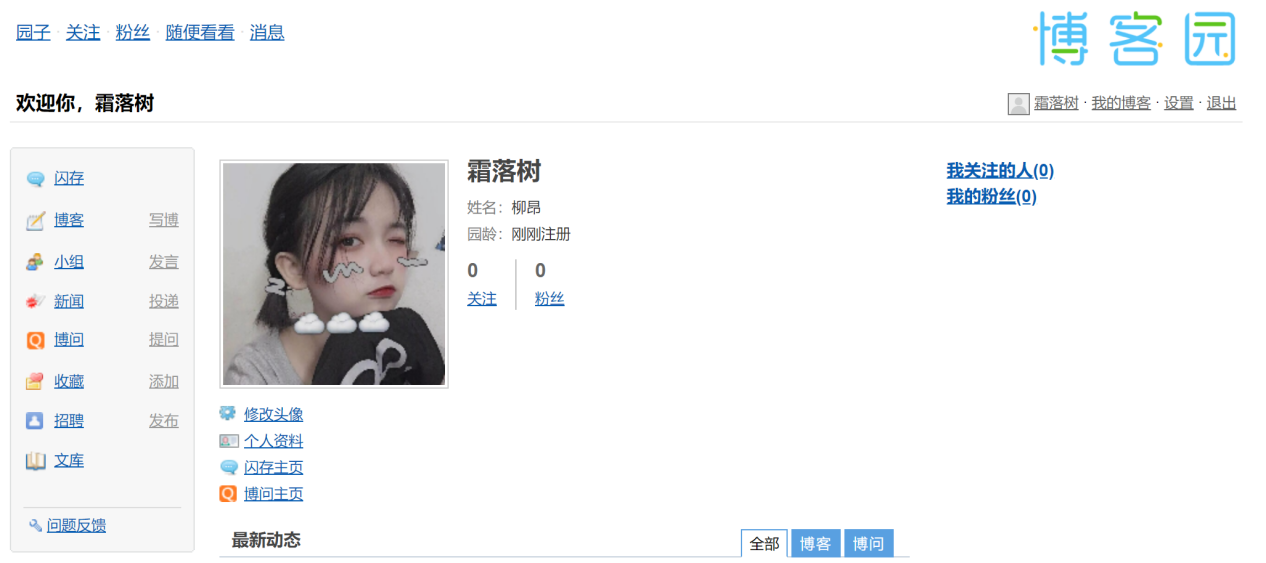 园子 · 关注 · 粉丝 · 随便看看 · 消息
博客园
欢迎你，霜落树
霜落树 · 我的博客 · 设置 · 退出
闪存
博客 写博
小组 发言
新闻 投递
博问 提问
收藏 添加
招聘 发布
文库
问题反馈
霜落树
姓名：柳昂
园龄：刚刚注册
0 0
关注 粉丝
修改头像
个人资料
闪存主页
博问主页
最新动态 全部 博客 博问
我关注的人(0)
我的粉丝(0)